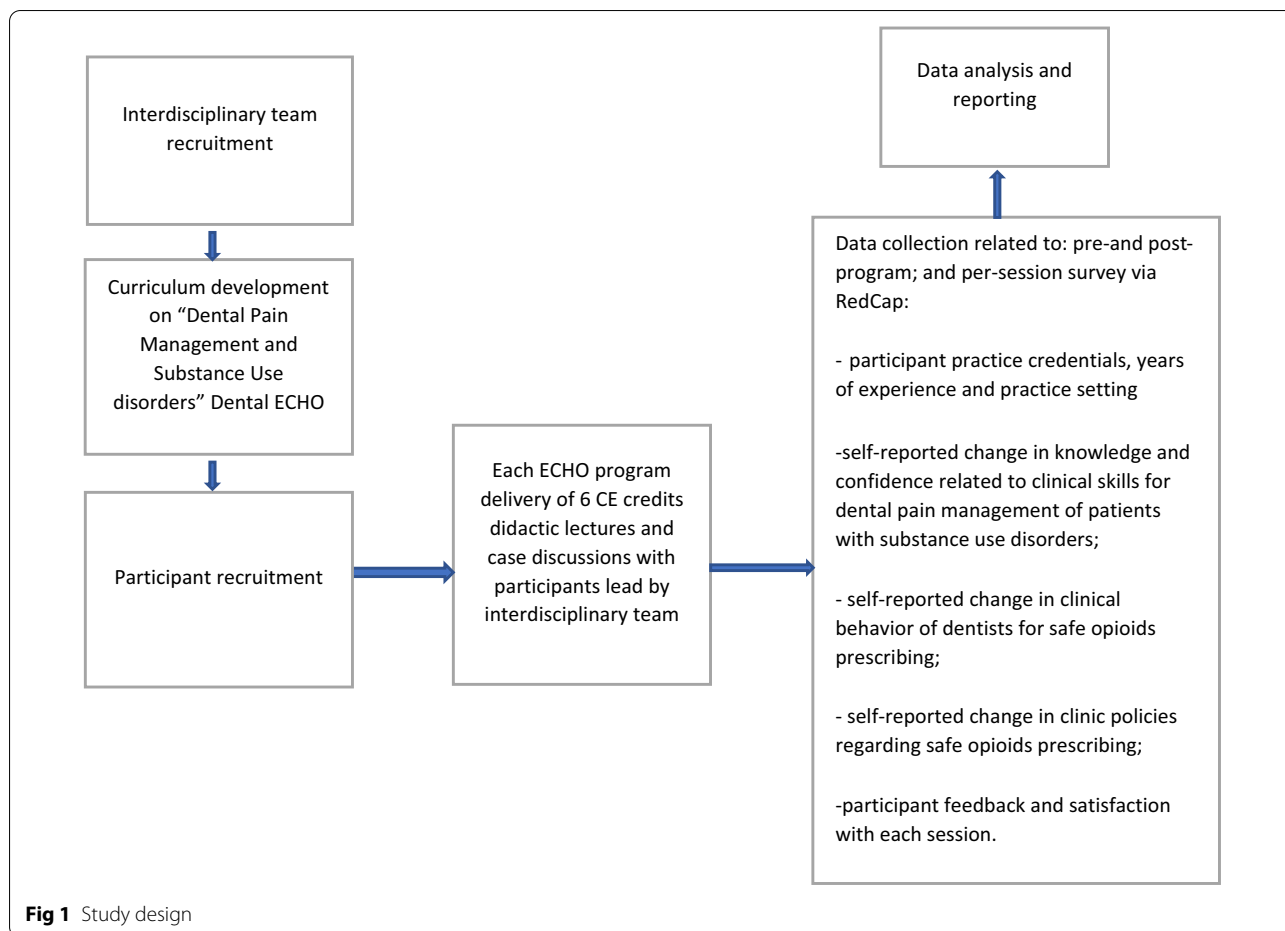 Interdisciplinary team
recruitment
Curriculum development
on “Dental Pain
Management and
Substance Use
disorders” Dental ECHO
Participant recruitment
Each ECHO program
delivery of 6 CE credits
didactic lectures and
case discussions with
participants lead by
interdisciplinary team
Data collection related to: pre-and post-
program; and per-session survey via
RedCap:
- participant practice credentials, years
of experience and practice setting
-self-reported change in knowledge and
confidence related to clinical skills for
dental pain management of patients
with substance use disorders;
- self-reported change in clinical
behavior of dentists for safe opioids
prescribing;
- self-reported change in clinic policies
regarding safe opioids prescribing;
-participant feedback and satisfaction
with each session.
Data analysis and
reporting
Fig 1 Study design